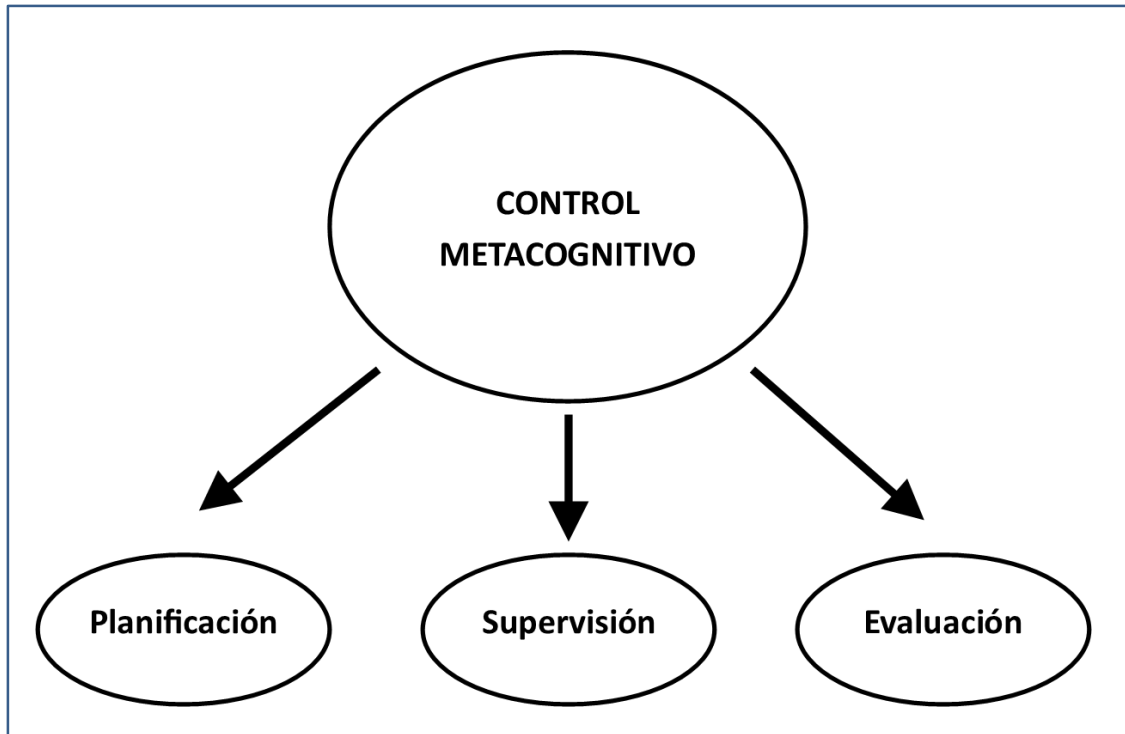 CONTROL
METACOGNITIVO
Planificación
Supervisión
Evaluación